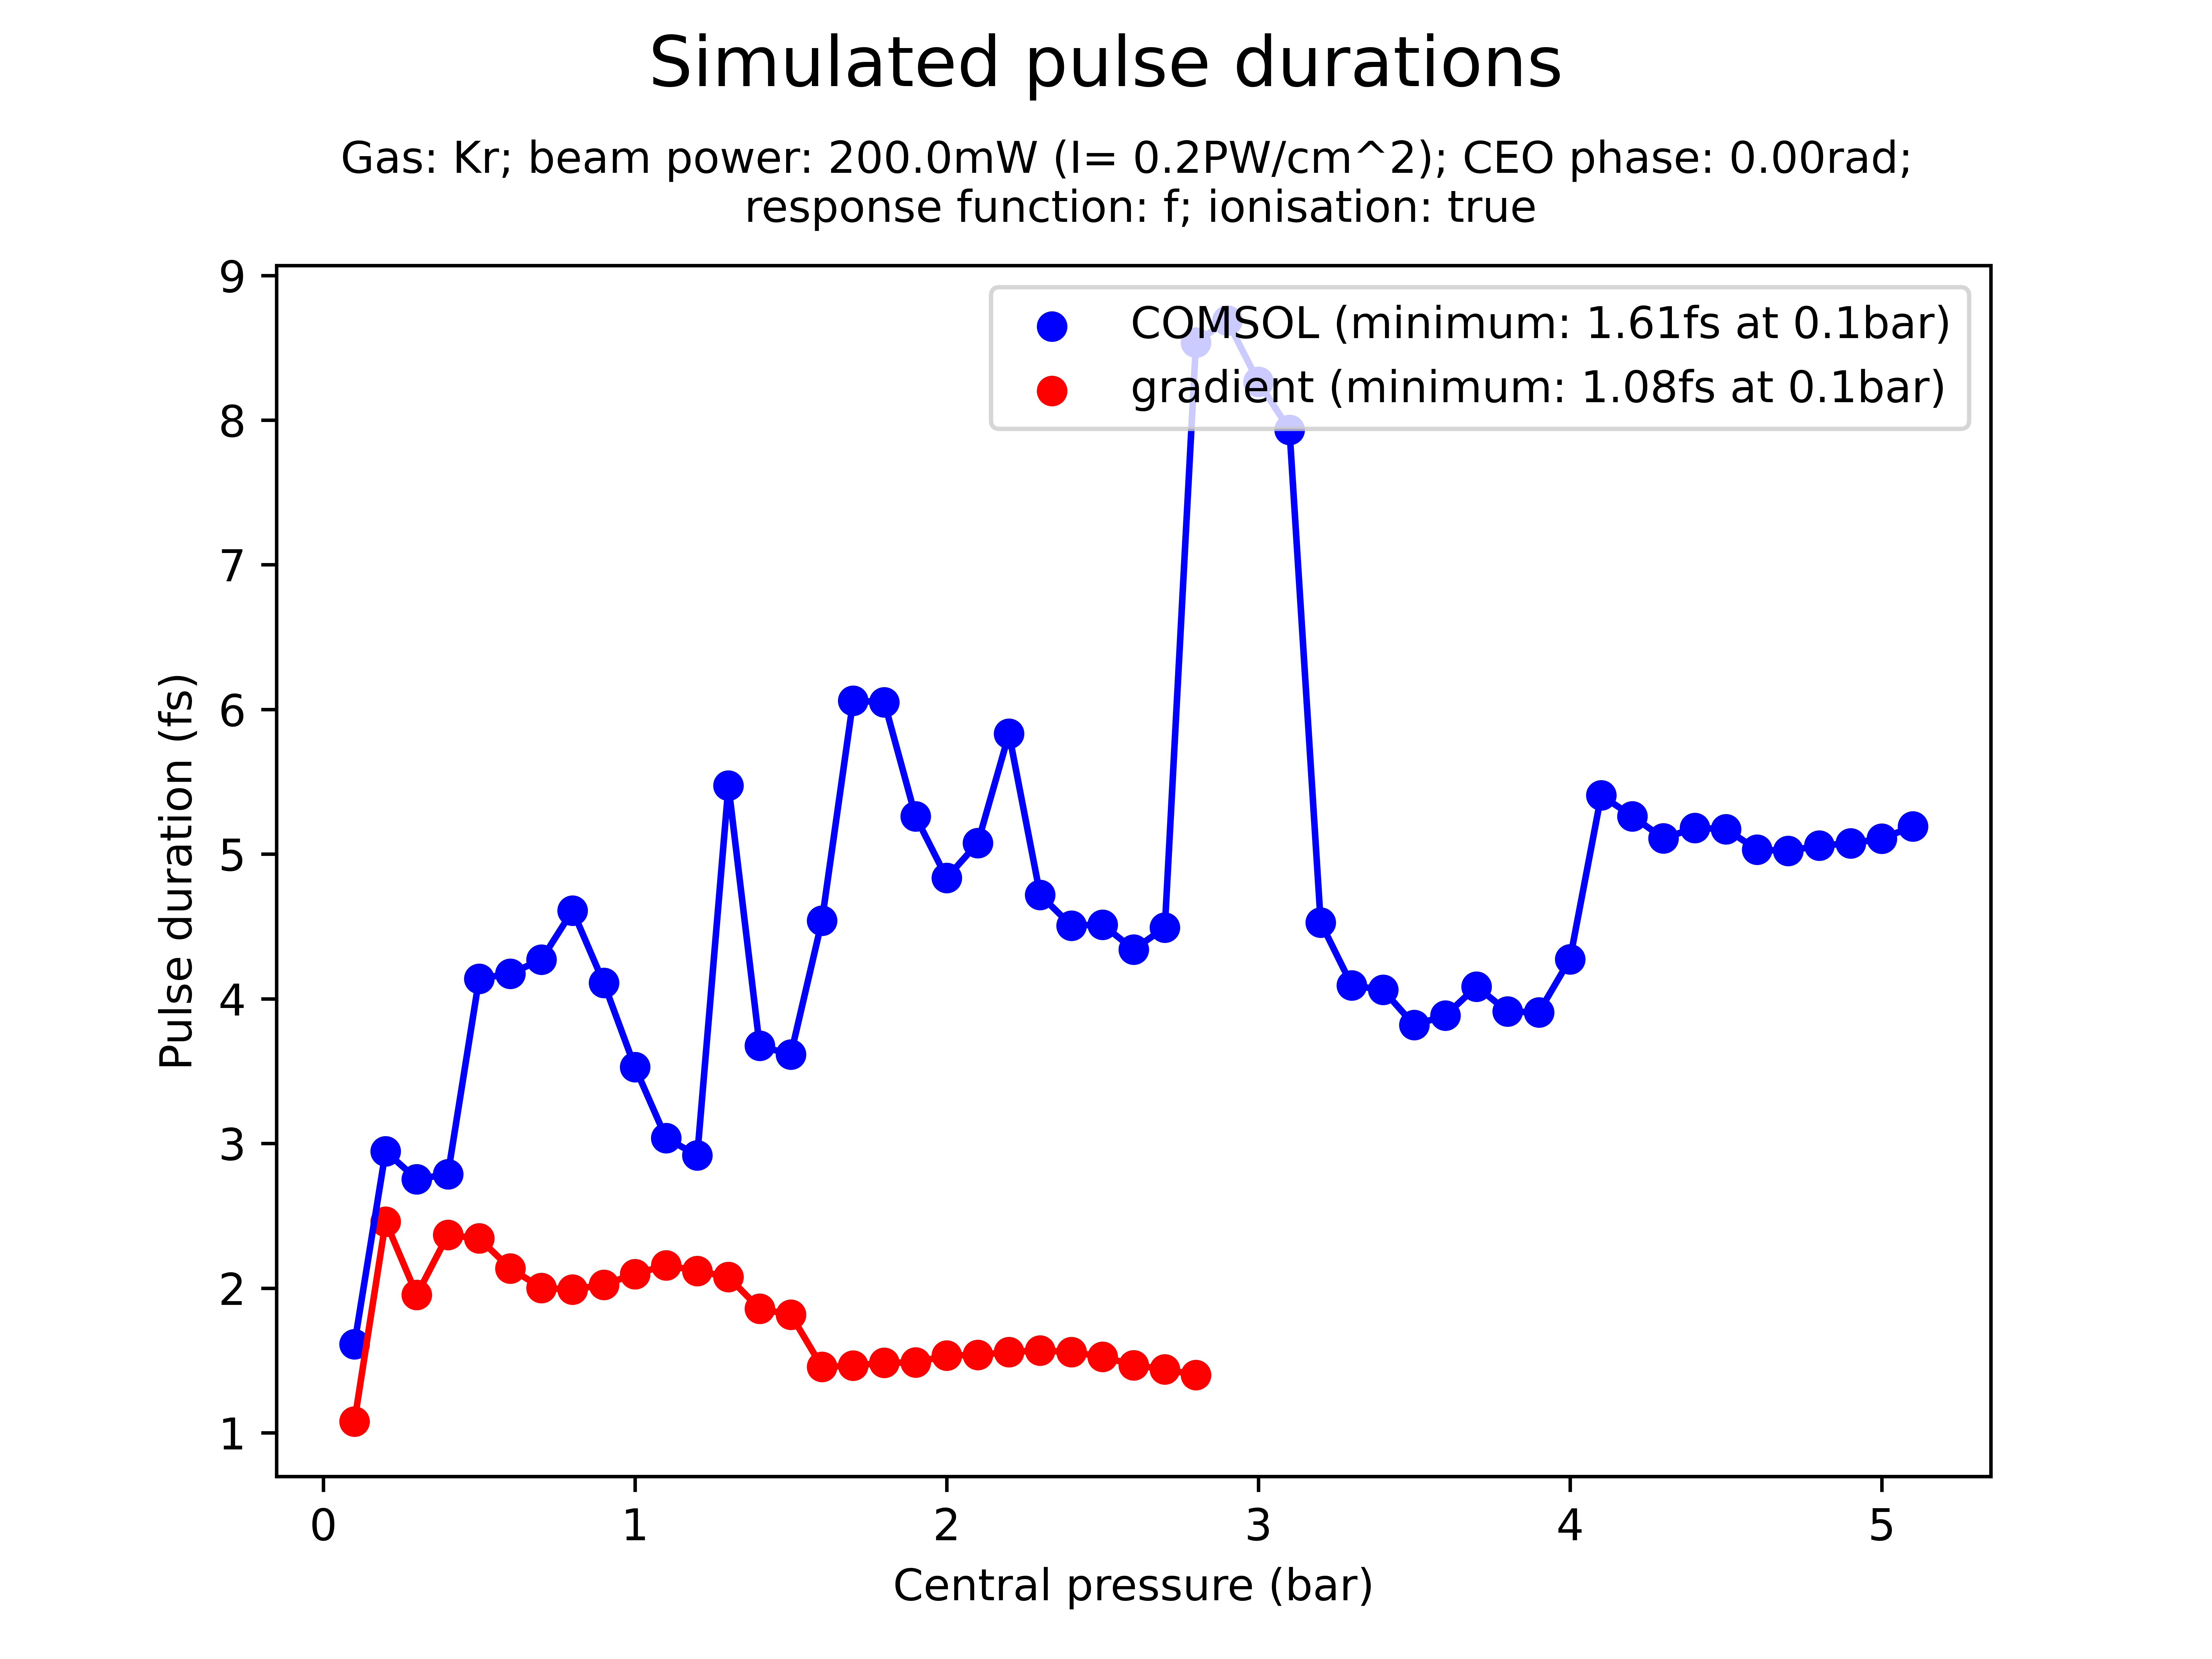 Simulated pulse durations
Gas: Kr; beam power: 200.0mW (I= 0.2PW/cm^2); CEO phase: 0.00rad;
response function: f; ionisation: true
COMSOL (minimum: 1.61fs at 0.1bar)
gradient (minimum: 1.08fs at 0.1bar)
Pulse duration (fs)
9
8
7
6
5
4
3
2
1
0 1 2 3 4 5
Central pressure (bar)